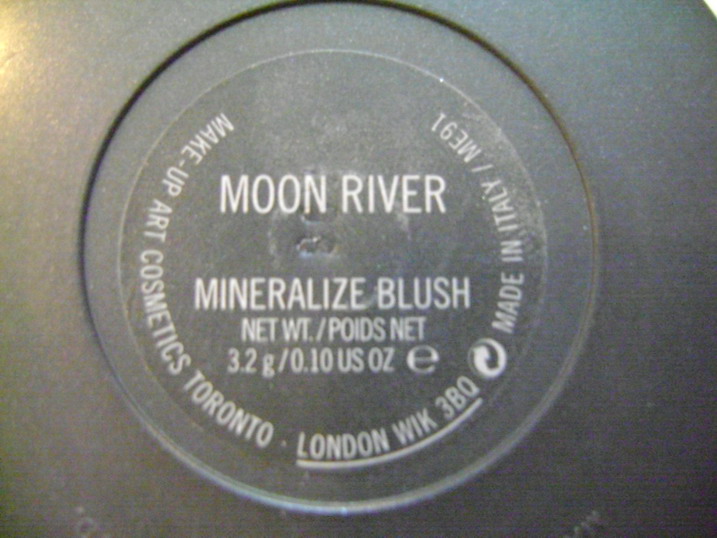 MOON RIVER
MINERALIZE BLUSH
NET WT./POIDS NET
3.2 g/0.10 US OZ e
MAKE-UP ART COSMETICS TORONTO · LONDON WIK 3BQ
MADE IN ITALY / ME91